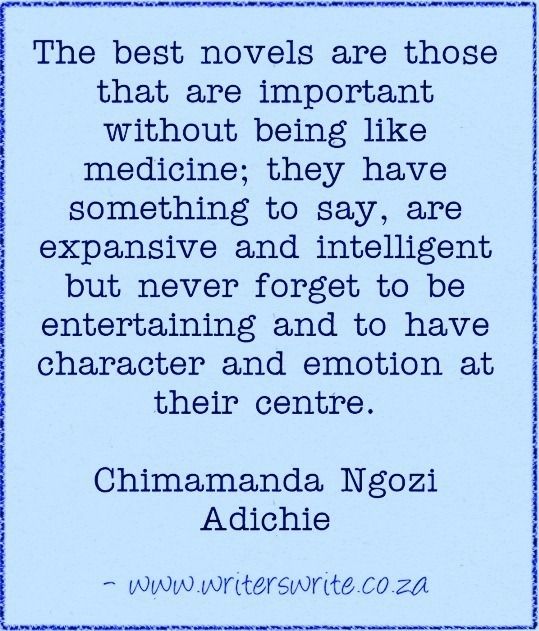 The best novels are those
that are important
without being like
medicine; they have
something to say, are
expansive and intelligent
but never forget to be
entertaining and to have
character and emotion at
their centre.
Chimamanda Ngozi
Adichie
- www.writerswrite.co.za